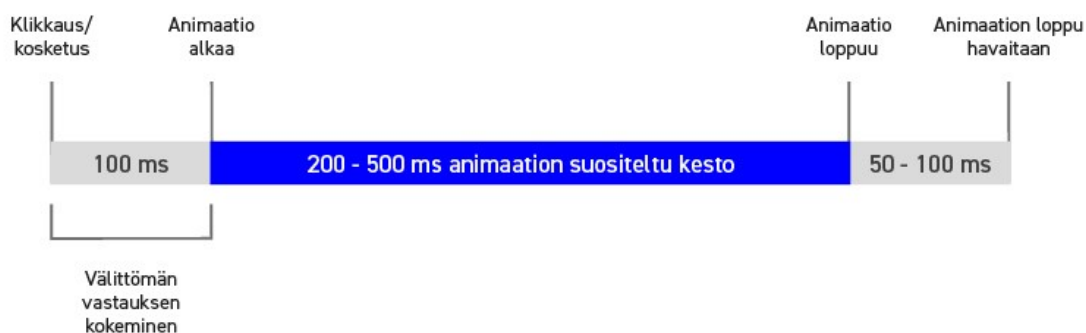 Klikkaus/
kosketus
Animaatio
alkaa
Animaatio
loppuu
Animaation loppu
havaitaan
100 ms
200 - 500 ms animaation suositeltu kesto
50 - 100 ms
Välittömän
vastauksen
kokeminen